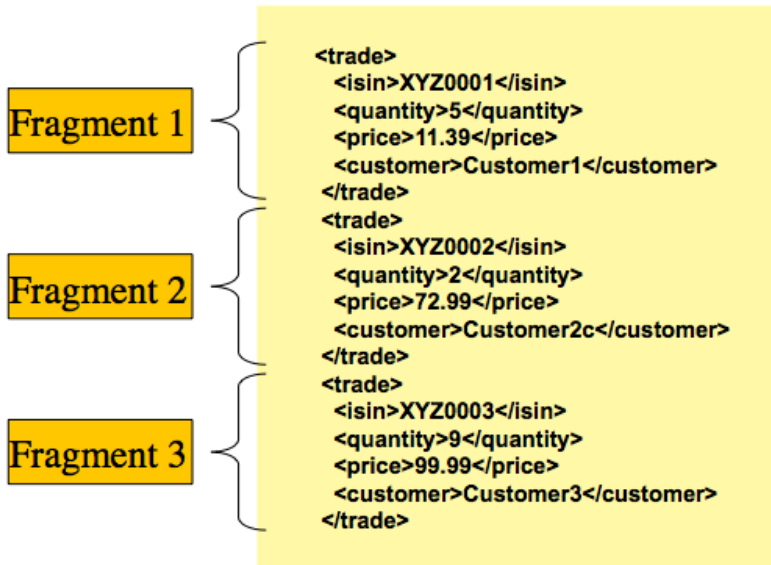 <trade>
<isin>XYZ0001</isin>
<quantity>5</quantity>
Fragment 1
<price>11.39</price>
<customer>Customer1</customer>
</trade>
<trade>
<isin>XYZ0002</isin>
<quantity>2</quantity>
Fragment 2
<price>72.99</price>
<customer>Customer2c</customer>
</trade>
<trade>
<isin>XYZ0003</isin>
<quantity>9</quantity>
Fragment 3
<price>99.99</price>
<customer>Customer3</customer>
</trade>